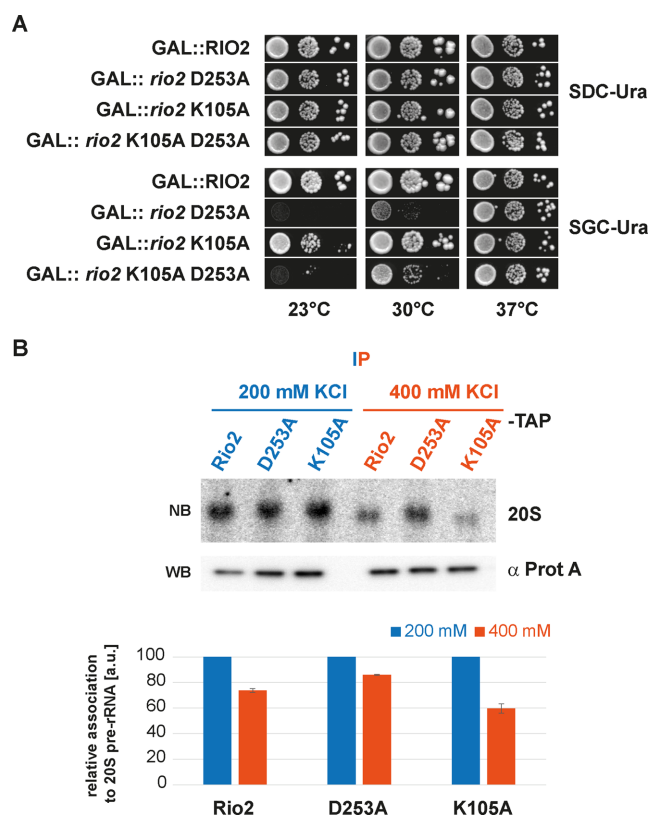 A
GAL::RIO2
GAL:: rio2 D253A
GAL::rio2 K105A
GAL:: rio2 K105A D253A
SDC-Ura
GAL::RIO2
GAL:: rio2 D253A
GAL::rio2 K105A
GAL:: rio2 K105A D253A
SGC-Ura
23°C 30°C 37°C
B
IP
200 mM KCl 400 mM KCl
Rio2 D253A K105A Rio2 D253A K105A -TAP
NB 20S
WB α Prot A
200 mM 400 mM
relative association
to 20S pre-rRNA [a.u.]
100
80
60
40
20
0
Rio2 D253A K105A